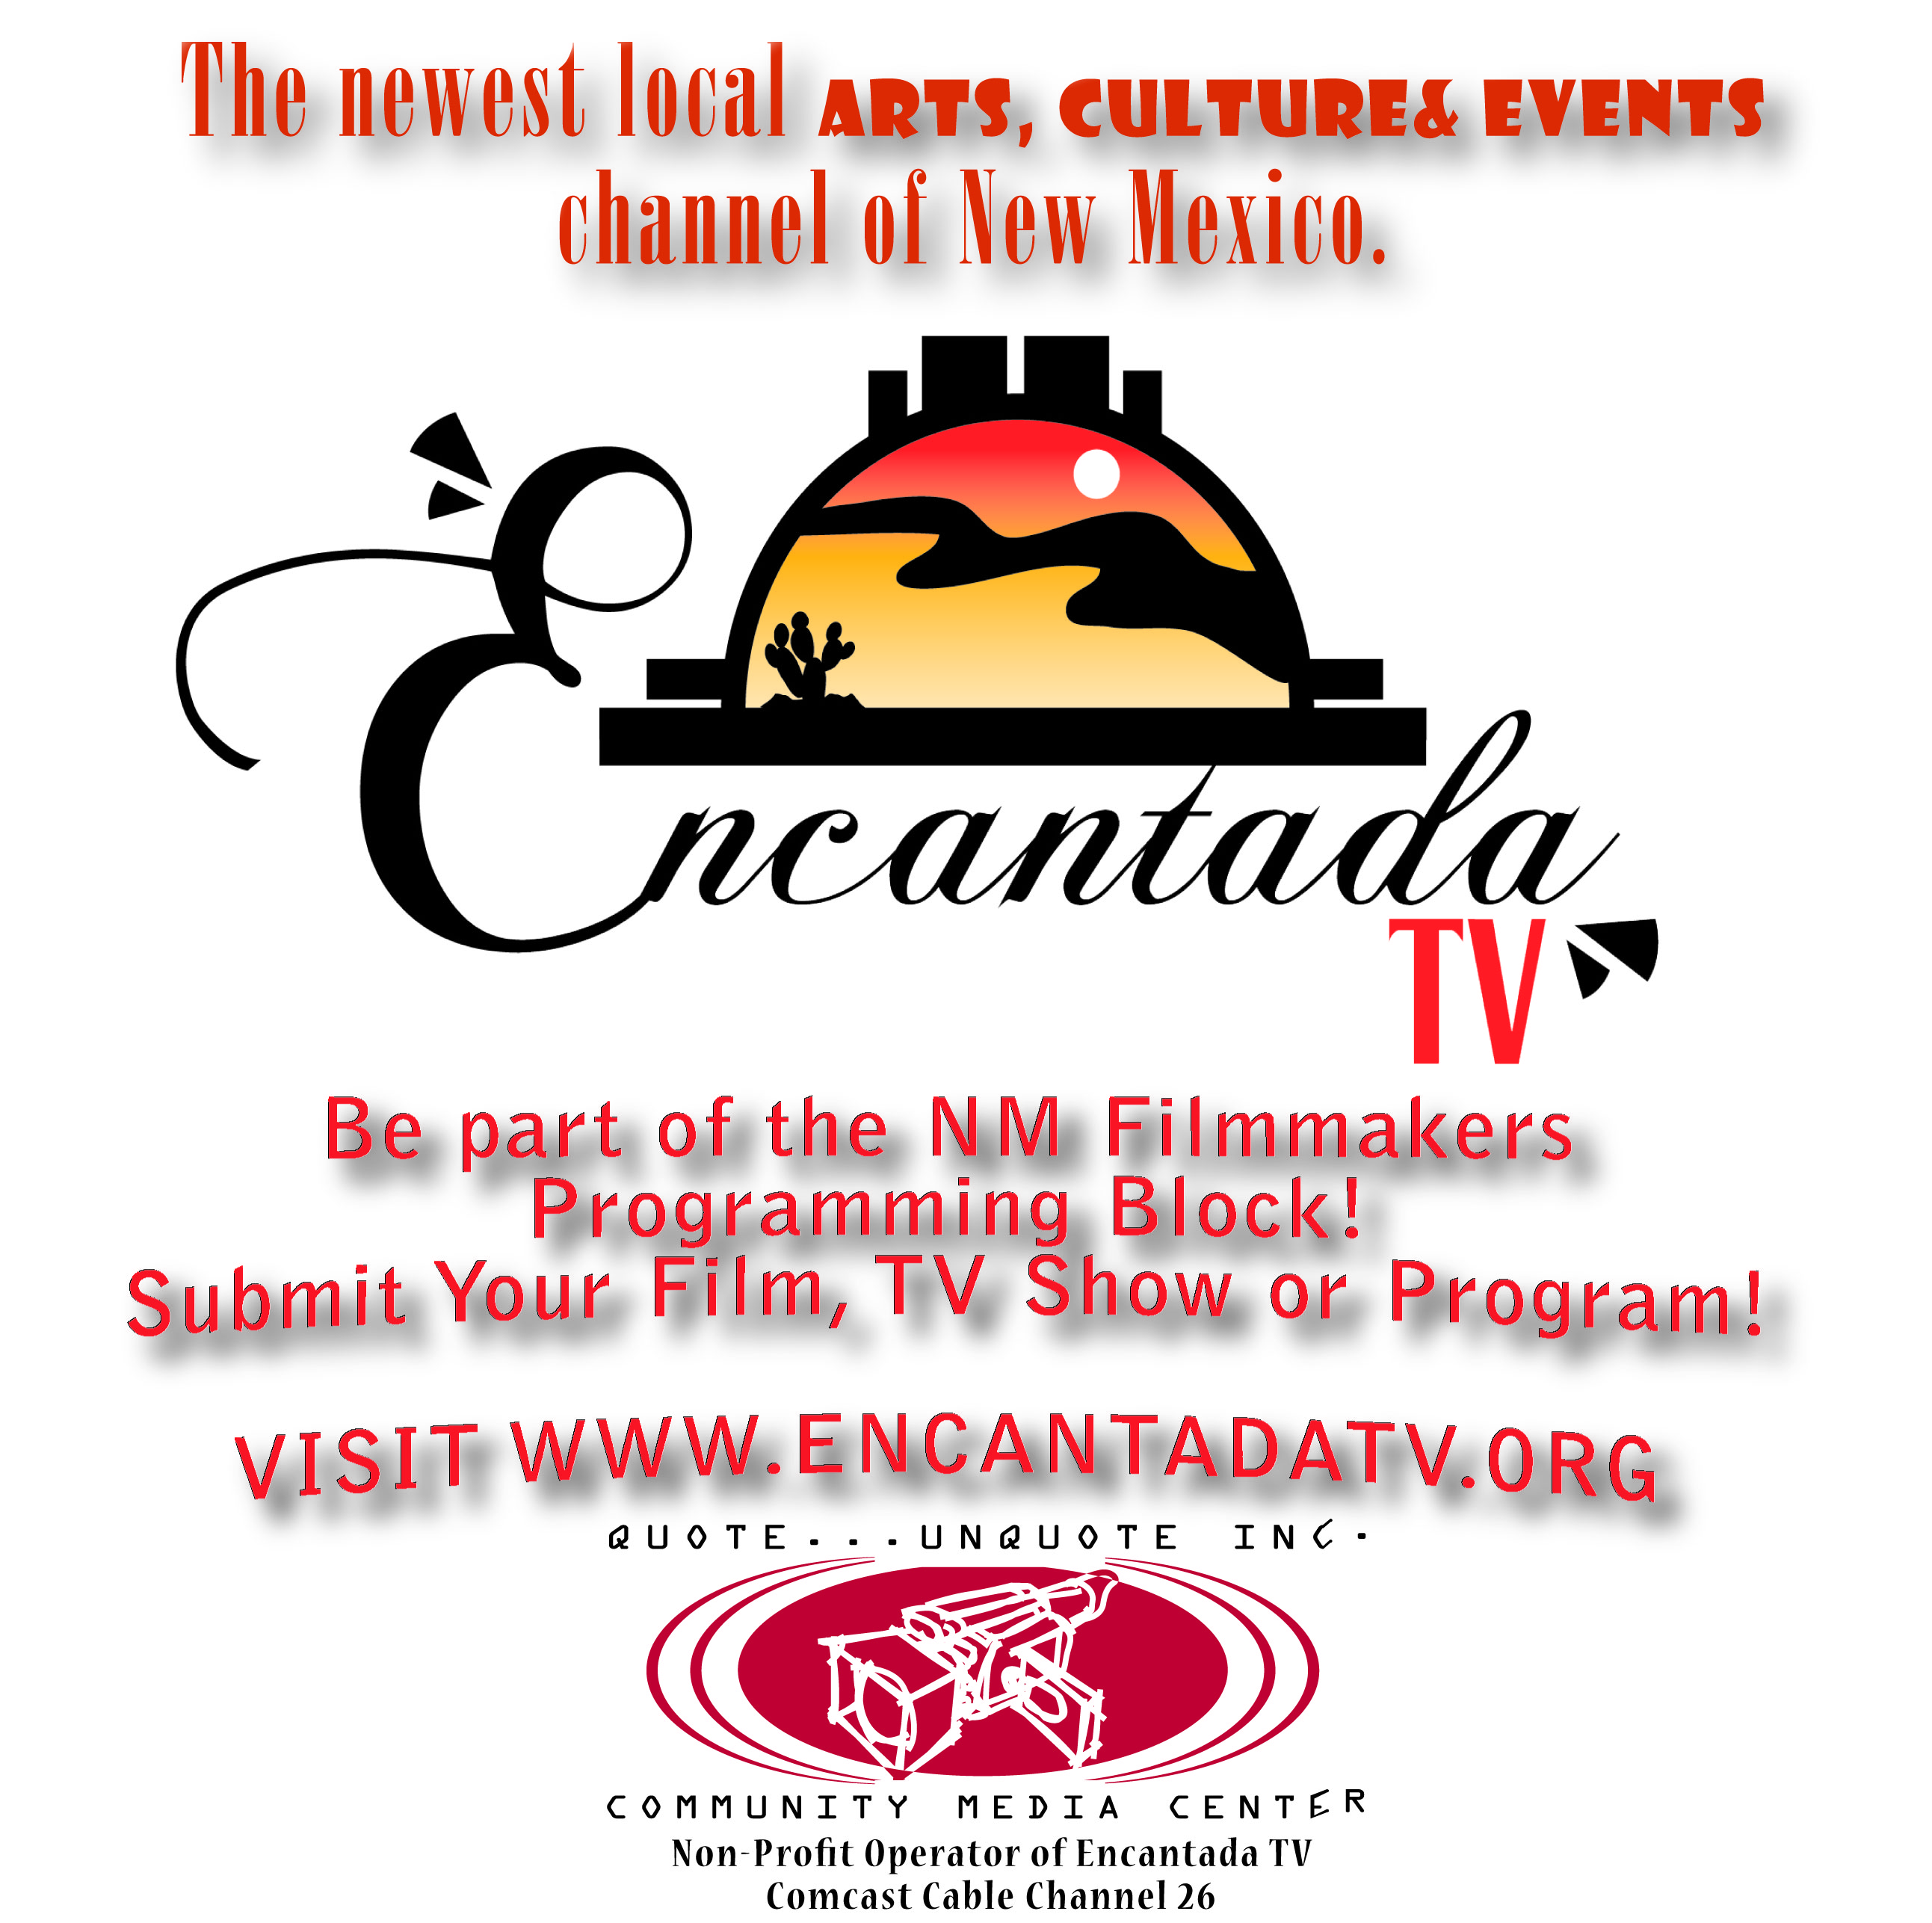 The newest local ARTS, CULTURE& EVENTS
channel of New Mexico.
Encantada
TV
Be part of the NM Filmmakers
Programming Block!
Submit Your Film, TV Show or Program!
VISIT WWW.ENCANTADATV.ORG
QUOTE...UNQUOTE INC.
COMMUNITY MEDIA CENTER
Non-Profit Operator of Encantada TV
Comcast Cable Channel 26